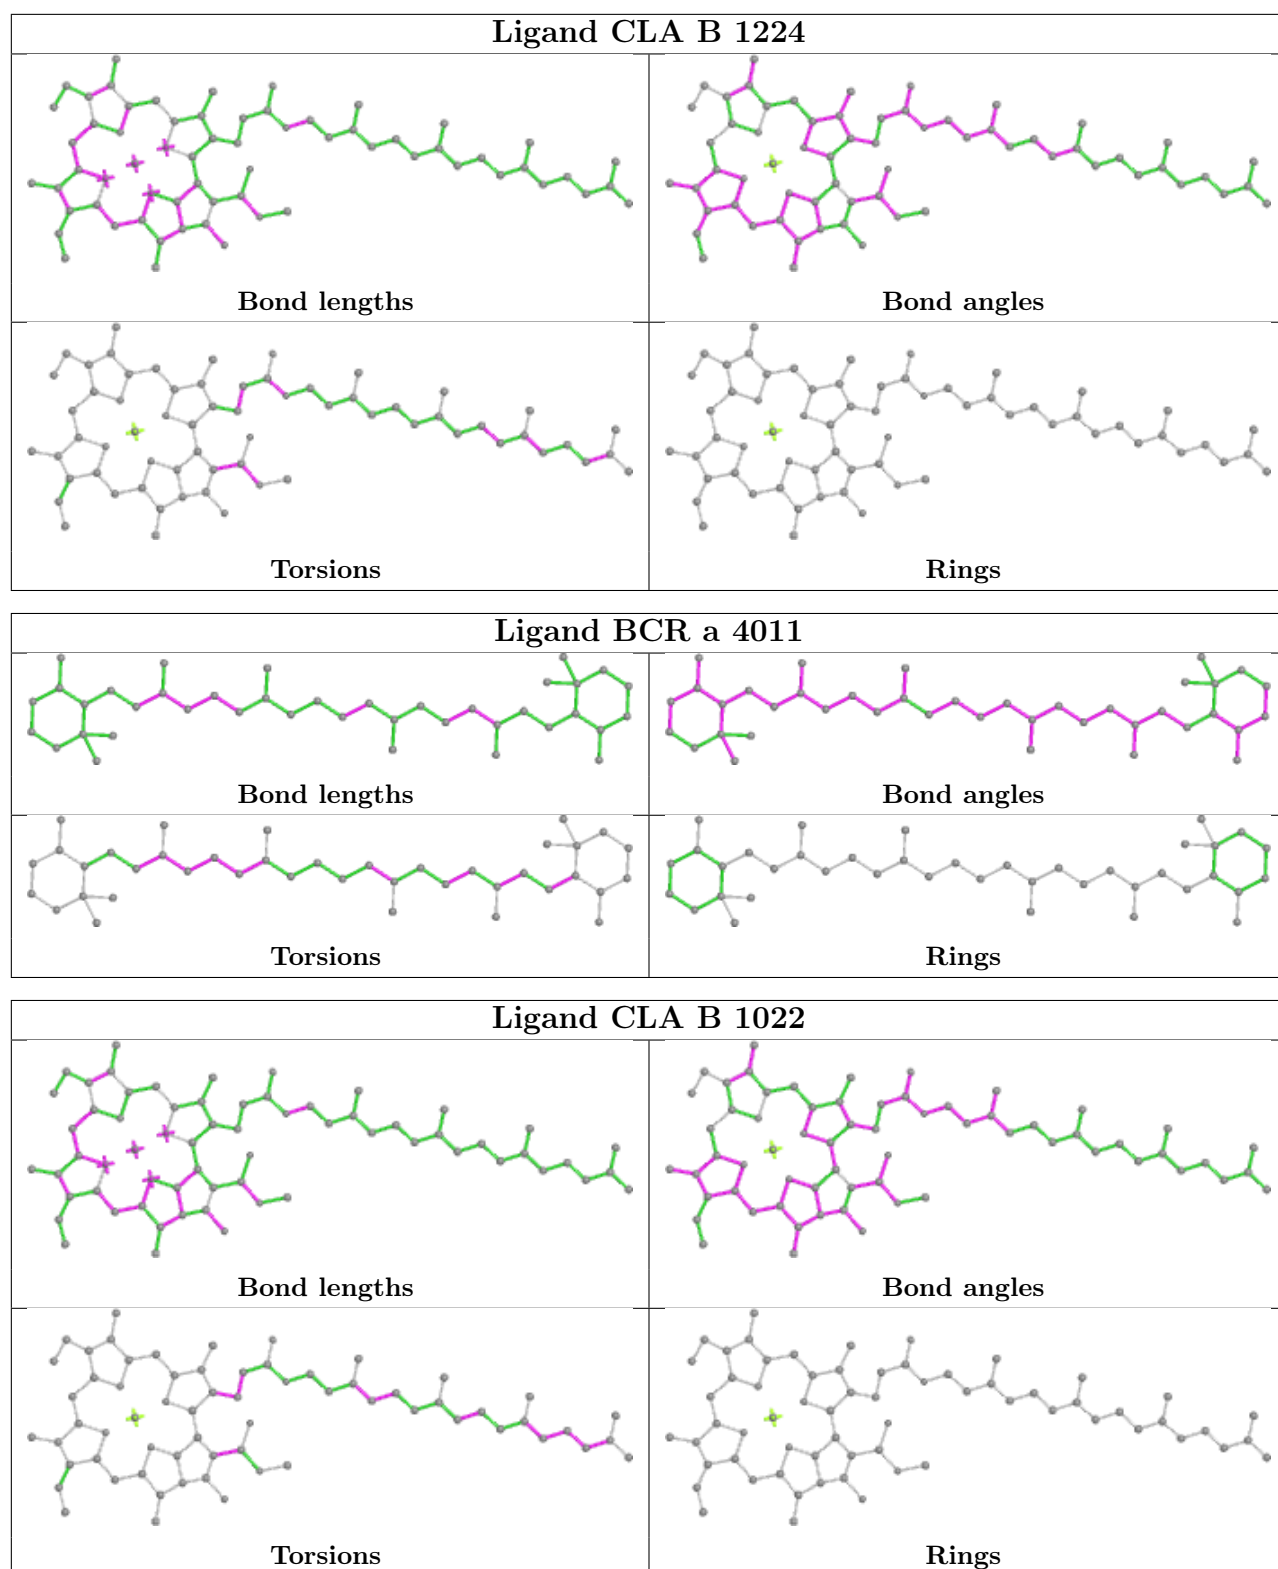 Ligand CLA B 1224
Bond lengths
Bond angles
Torsions
Rings
Ligand BCR a 4011
Bond lengths
Bond angles
Torsions
Rings
Ligand CLA B 1022
Bond lengths
Bond angles
Torsions
Rings